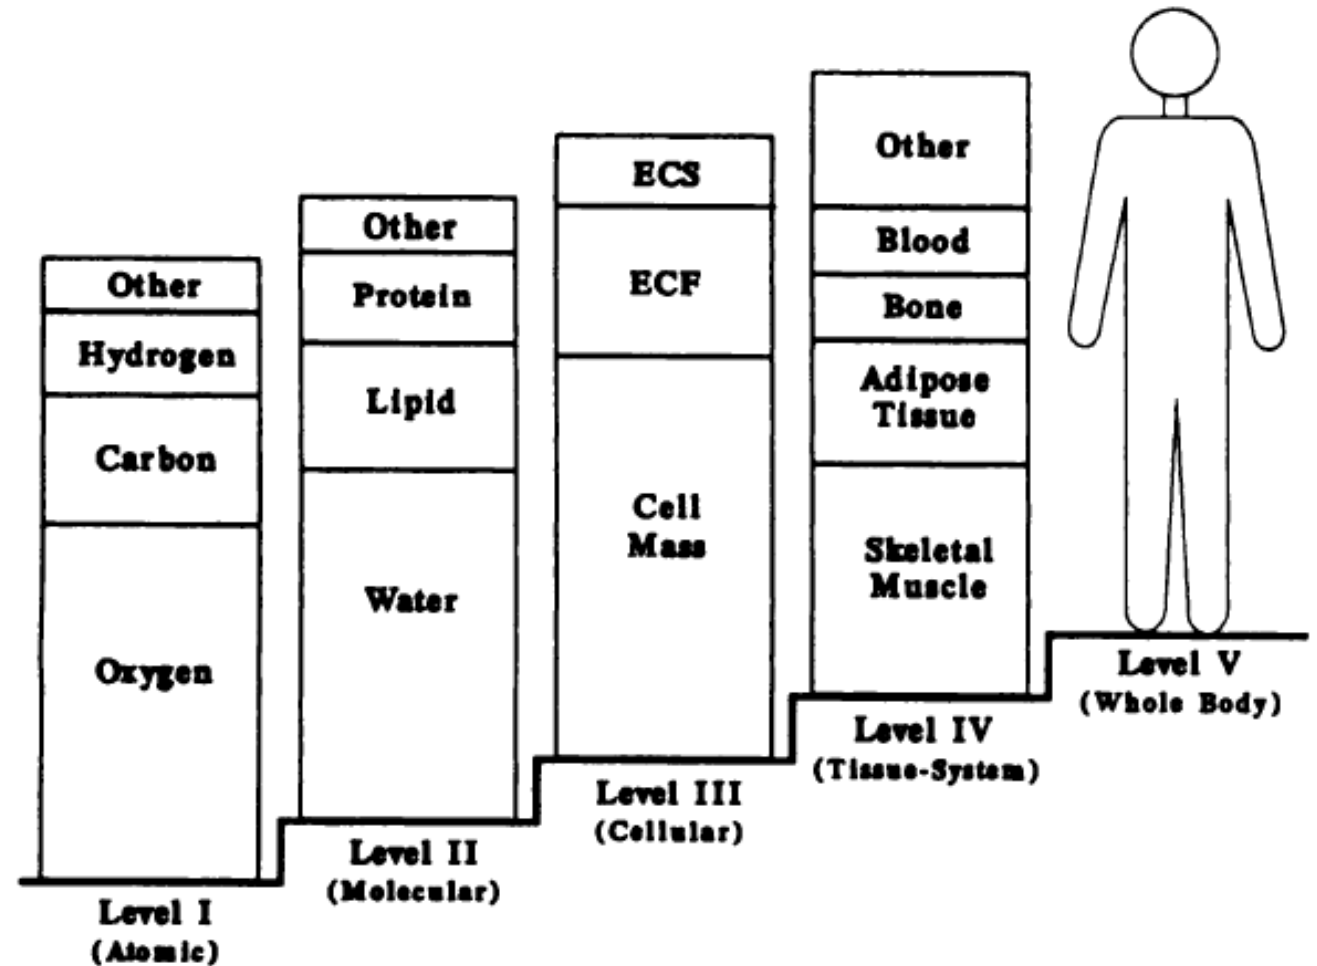 Other
Hydrogen
Carbon
Oxygen
Level I
(Atomic)
Other
Protein
Lipid
Water
Level II
(Molecular)
ECS
ECF
Cell
Mass
Level III
(Cellular)
Other
Blood
Bone
Adipose
Tissue
Skeletal
Muscle
Level IV
(Tissue-System)
Level V
(Whole Body)